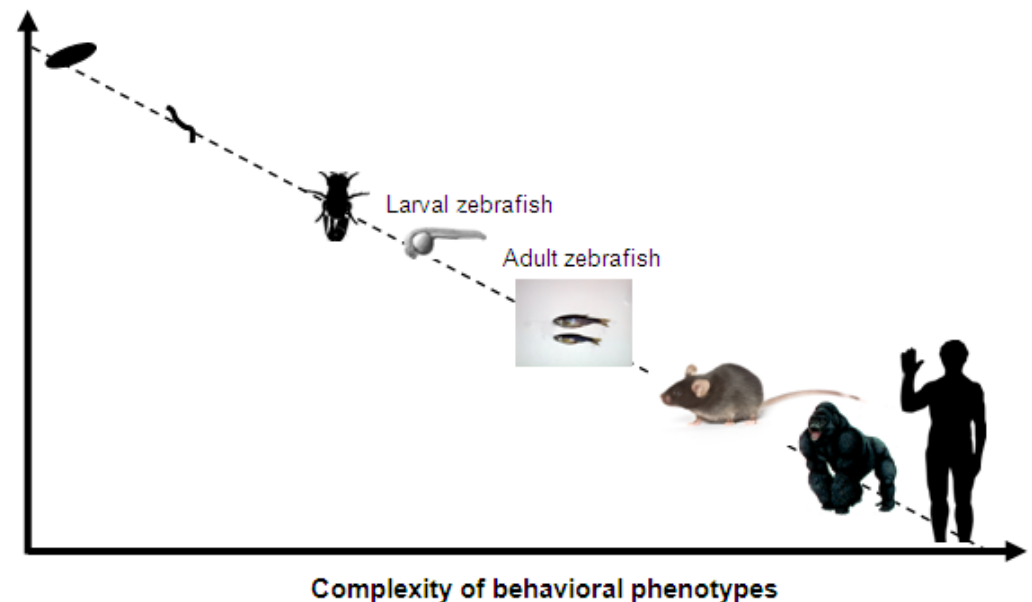 Larval zebrafish
Adult zebrafish
Complexity of behavioral phenotypes